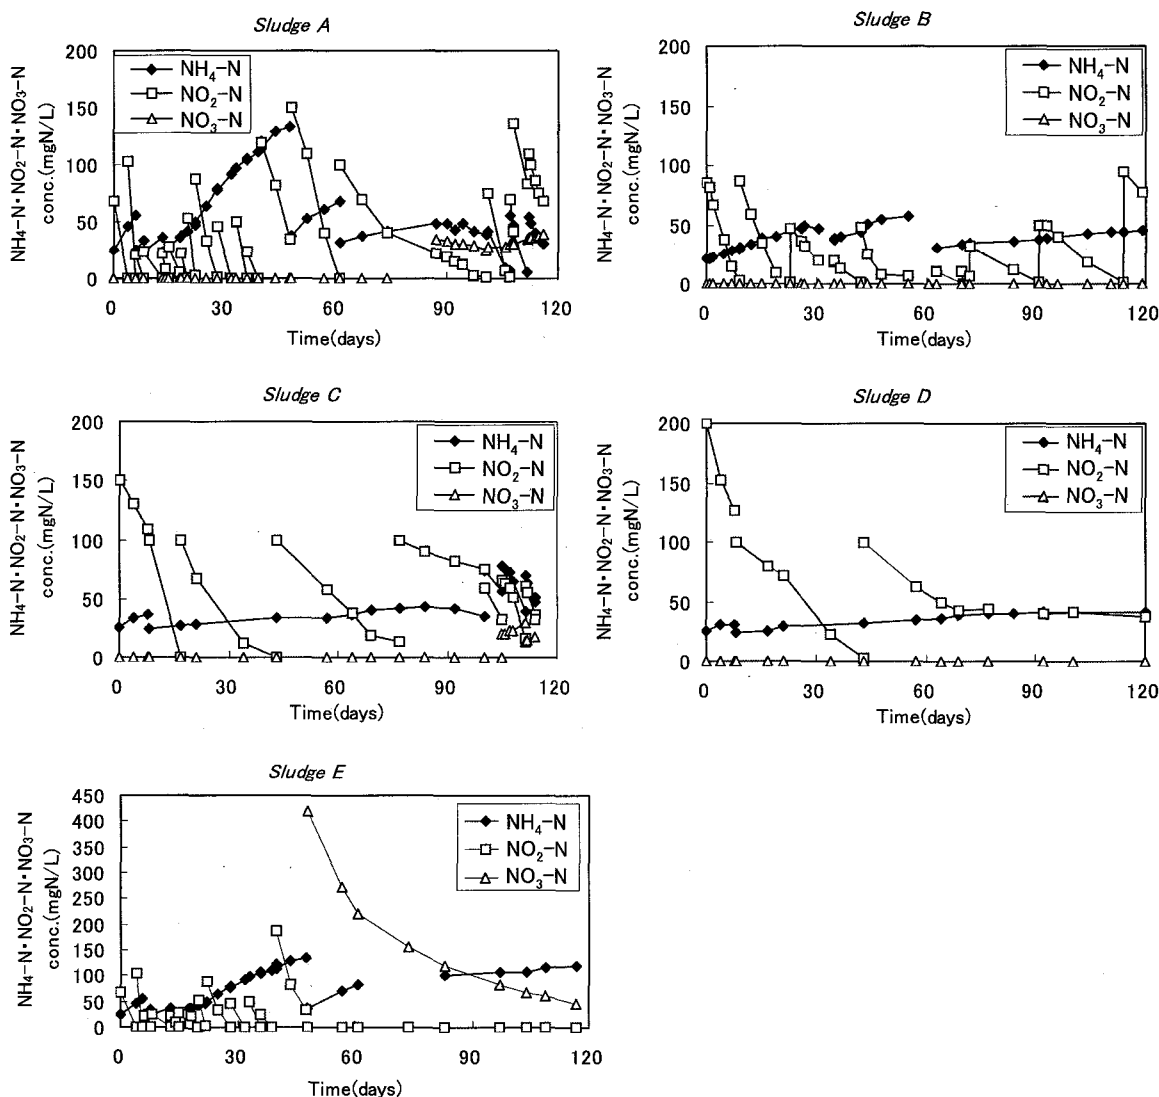 Sludge A
NH₄-N・NO₂-N・NO₃-N
conc.(mgN/L)
200
150
100
50
0
NH₄-N
NO₂-N
NO₃-N
0 30 60 90 120
Time(days)
Sludge B
NH₄-N・NO₂-N・NO₃-N
conc.(mgN/L)
200
150
100
50
0
NH₄-N
NO₂-N
NO₃-N
0 30 60 90 120
Time(days)
Sludge C
NH₄-N・NO₂-N・NO₃-N
conc.(mgN/L)
200
150
100
50
0
NH₄-N
NO₂-N
NO₃-N
0 30 60 90 120
Time(days)
Sludge D
NH₄-N・NO₂-N・NO₃-N
conc.(mgN/L)
200
150
100
50
0
NH₄-N
NO₂-N
NO₃-N
0 30 60 90 120
Time(days)
Sludge E
NH₄-N・NO₂-N・NO₃-N
conc.(mgN/L)
450
400
350
300
250
200
150
100
50
0
NH₄-N
NO₂-N
NO₃-N
0 30 60 90 120
Time(days)